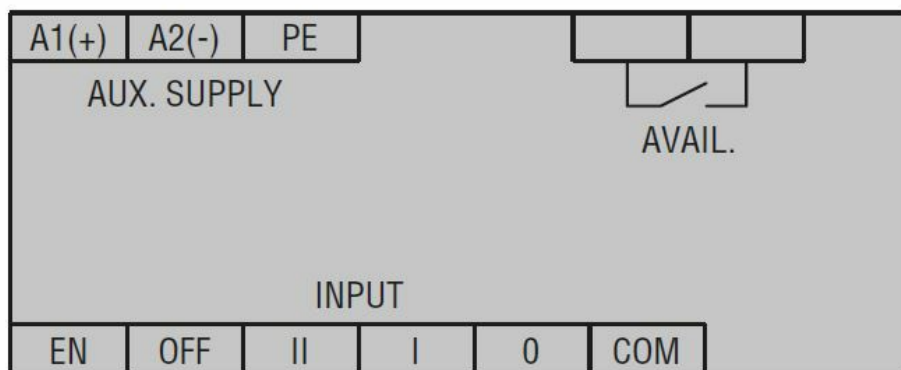 A1(+) A2(-) PE
AUX. SUPPLY
AVAIL.
INPUT
EN OFF II I 0 COM